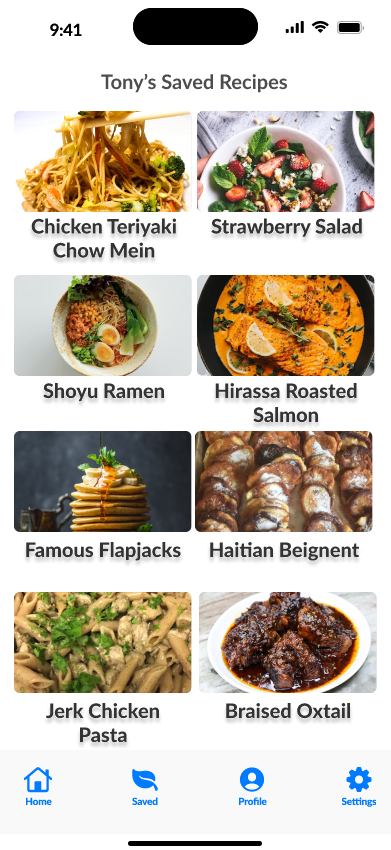 9:41
Tony’s Saved Recipes
Chicken Teriyaki
Chow Mein
Strawberry Salad
Shoyu Ramen
Hirassa Roasted
Salmon
Famous Flapjacks
Haitian Beignent
Jerk Chicken
Pasta
Braised Oxtail
Home
Saved
Profile
Settings